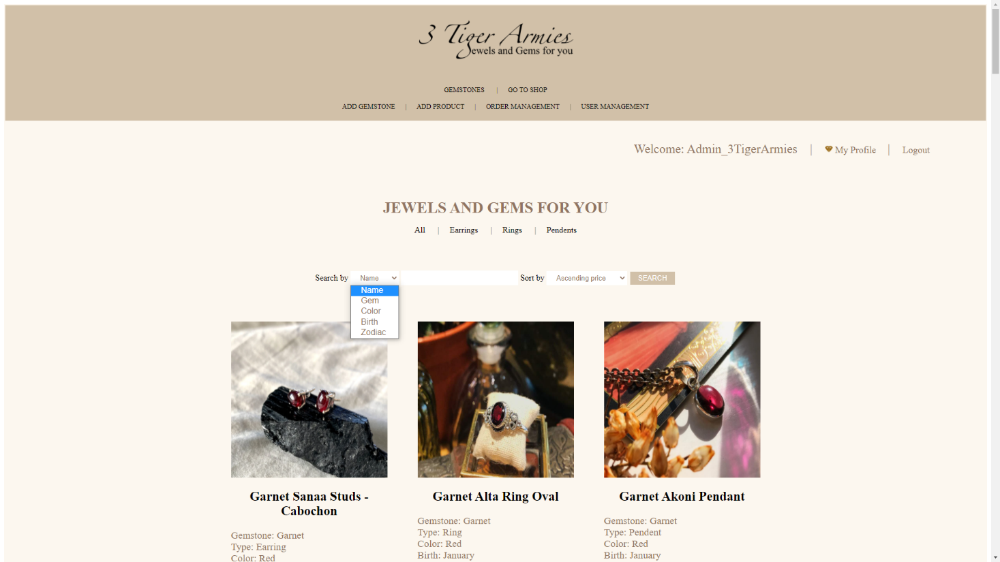 3 Tiger Armies
Jewels and Gems for you
GEMSTONES | GO TO SHOP
ADD GEMSTONE | ADD PRODUCT | ORDER MANAGEMENT | USER MANAGEMENT
Welcome: Admin_3TigerArmies | My Profile | Logout
JEWELS AND GEMS FOR YOU
All | Earrings | Rings | Pendents
Search by Name Sort by Ascending price SEARCH
Name
Gem
Color
Birth
Zodiac
Garnet Sanaa Studs -
Cabochon
Gemstone: Garnet
Type: Earring
Color: Red
Garnet Alta Ring Oval
Gemstone: Garnet
Type: Ring
Color: Red
Birth: January
Garnet Akoni Pendant
Gemstone: Garnet
Type: Pendent
Color: Red
Birth: January